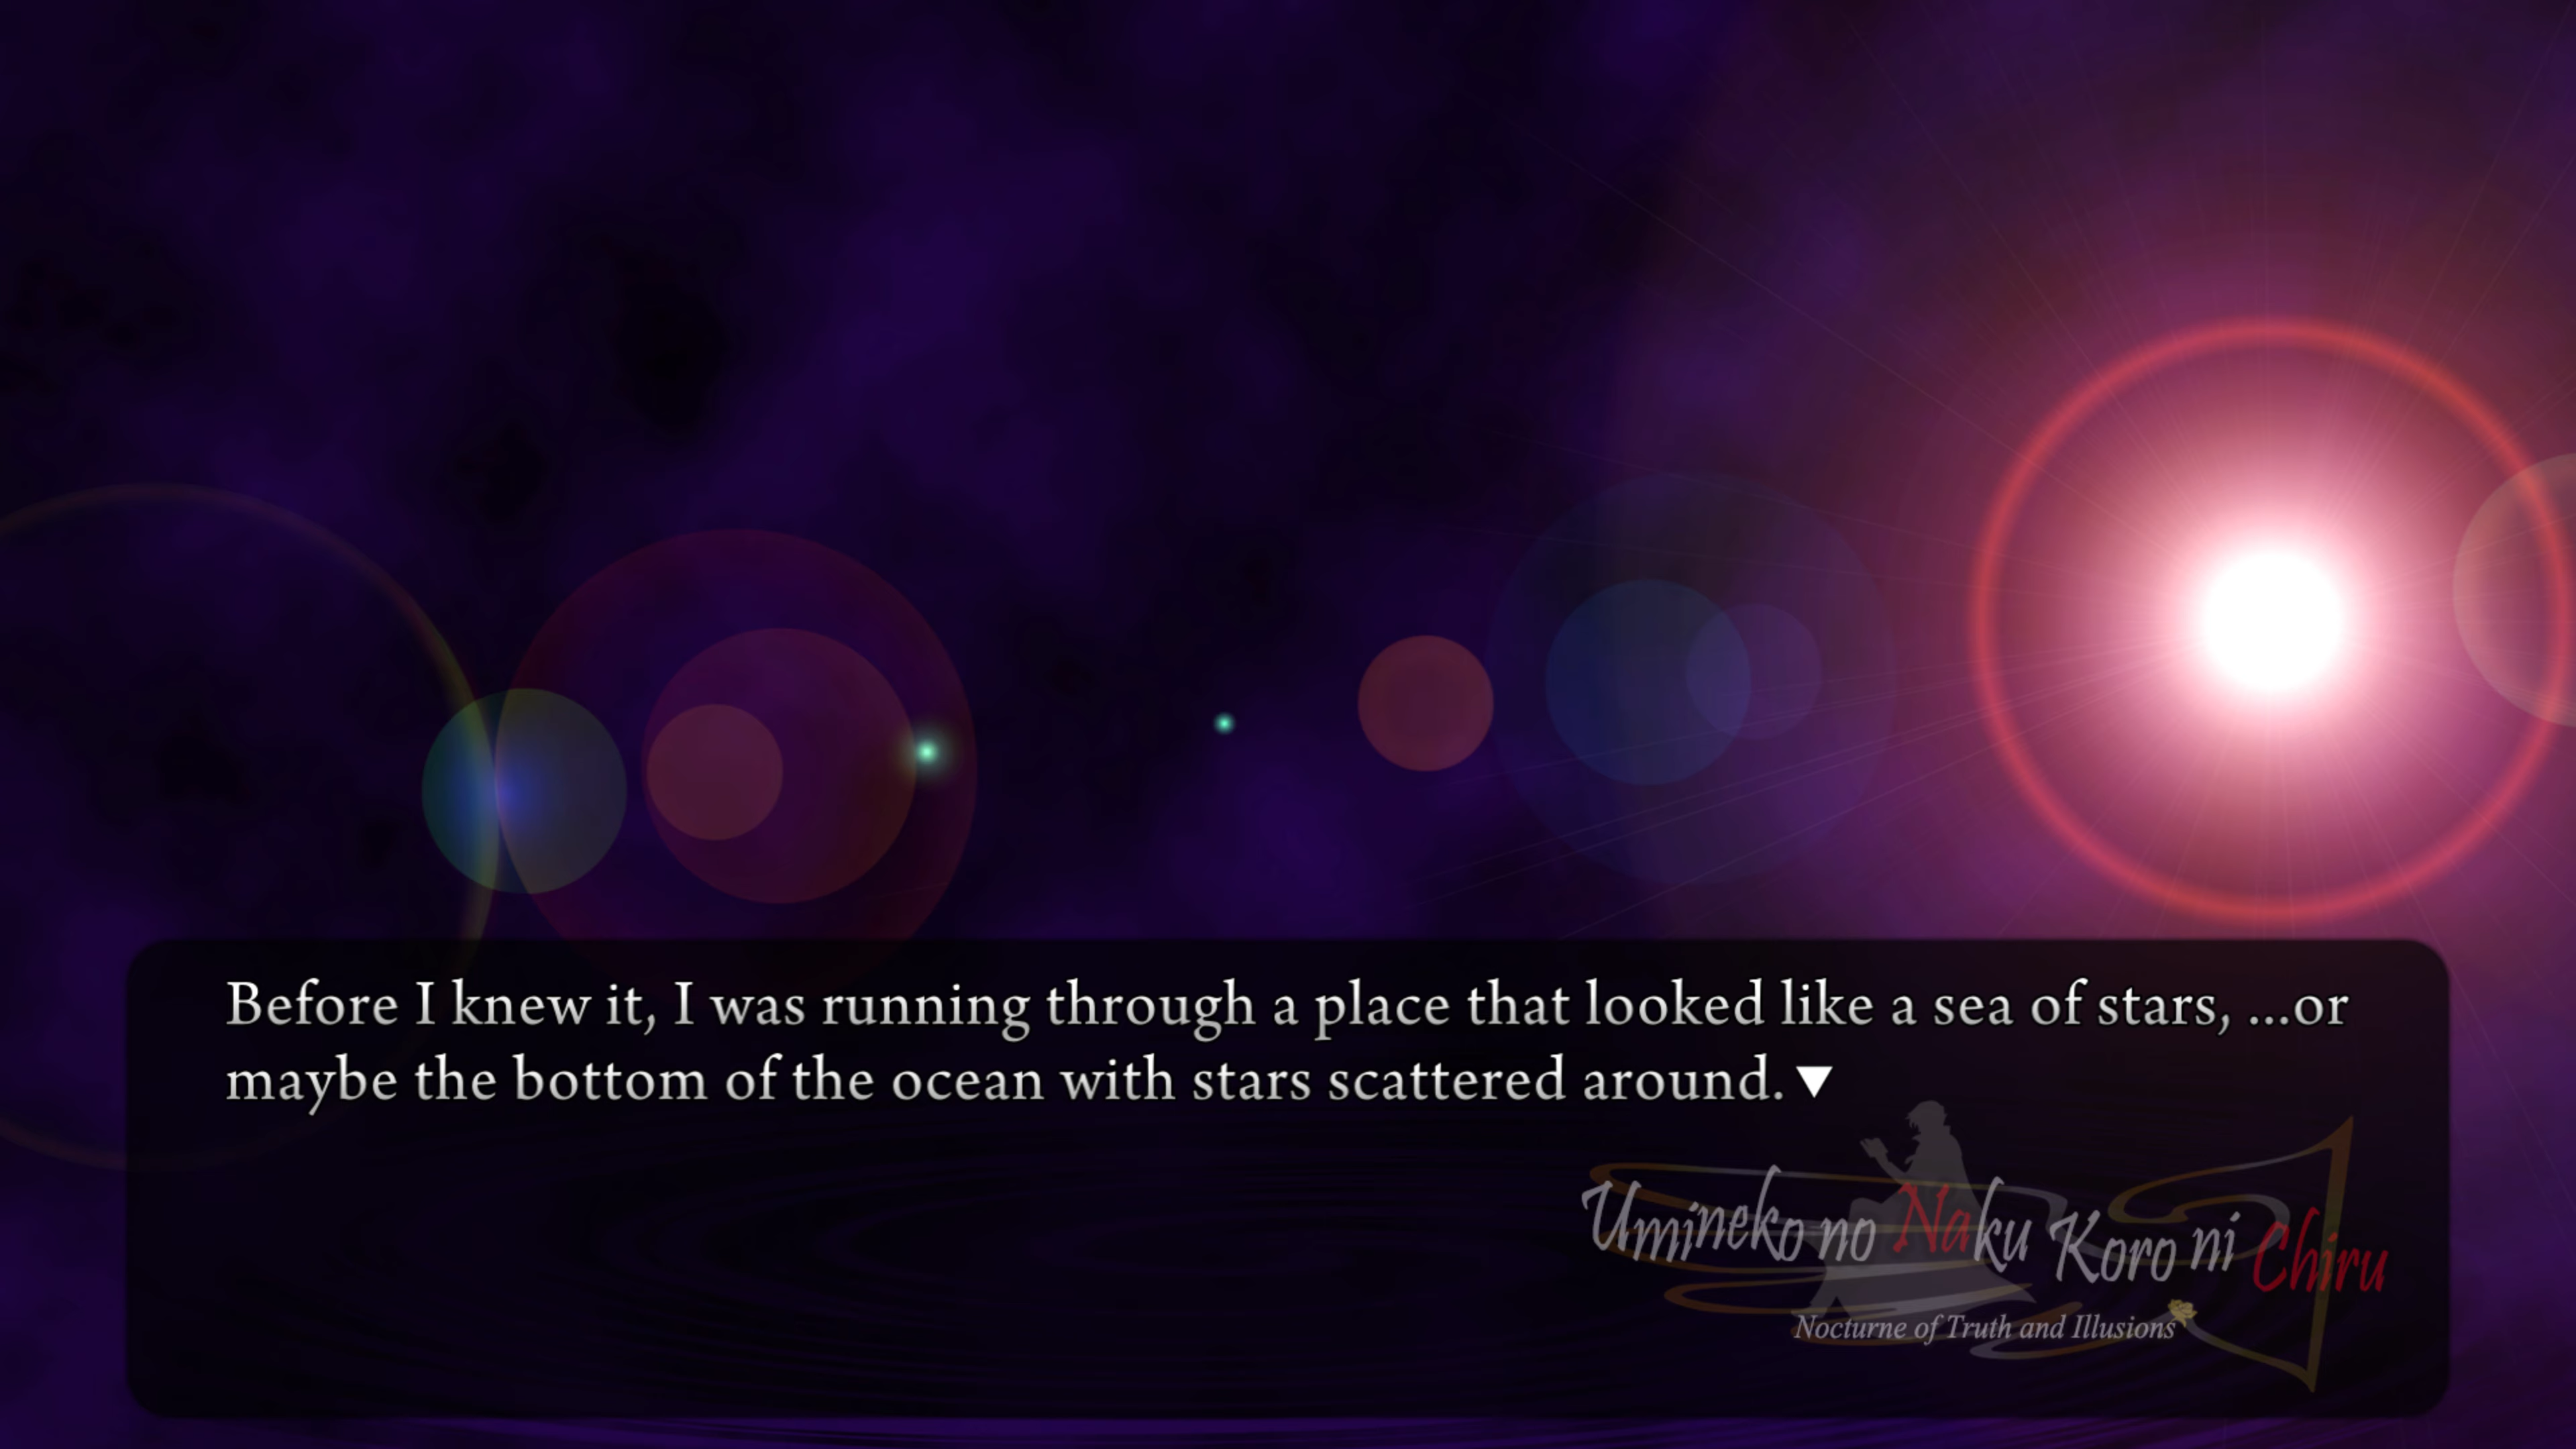 Before I knew it, I was running through a place that looked like a sea of stars, ...or
maybe the bottom of the ocean with stars scattered around.▼
Umineko no Naku Koro ni Chiru
Nocturne of Truth and Illusions